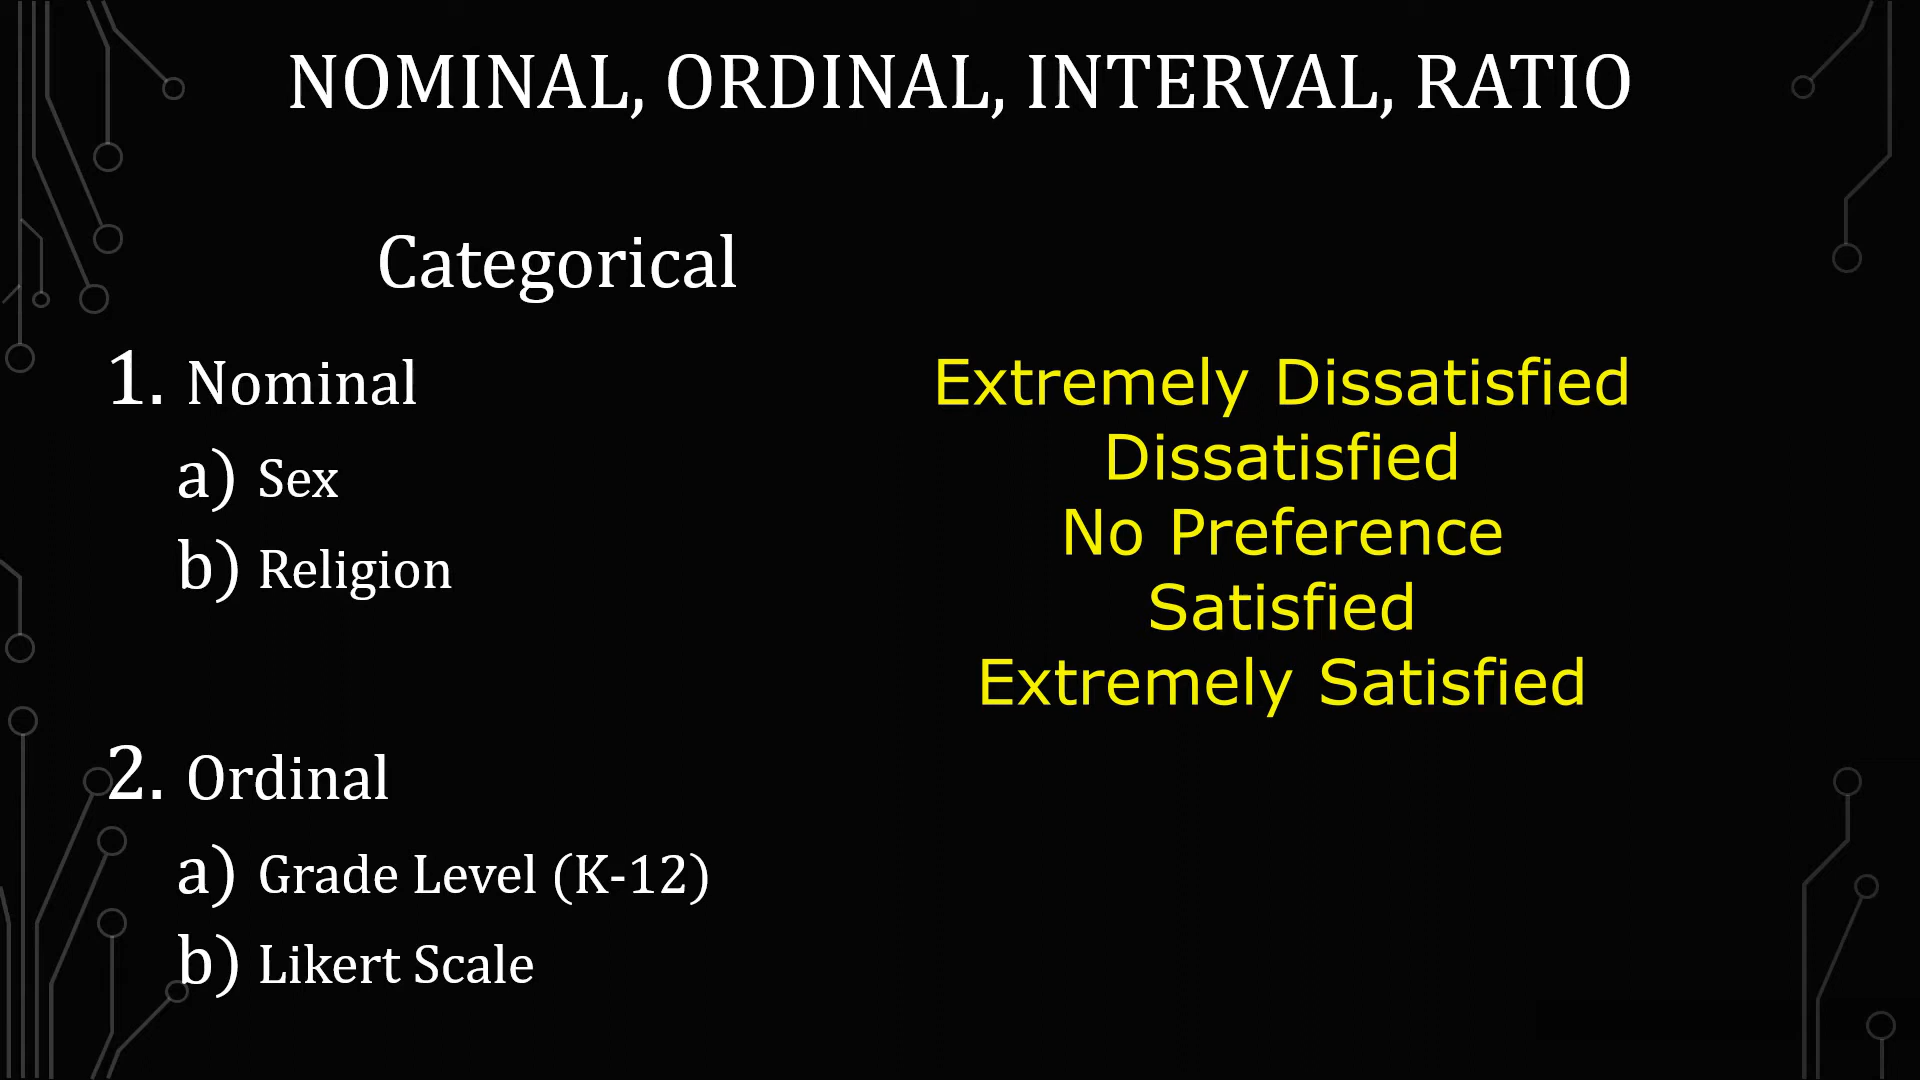 NOMINAL, ORDINAL, INTERVAL, RATIO
Categorical
1. Nominal
a) Sex
b) Religion
2. Ordinal
a) Grade Level (K-12)
b) Likert Scale
Extremely Dissatisfied
Dissatisfied
No Preference
Satisfied
Extremely Satisfied